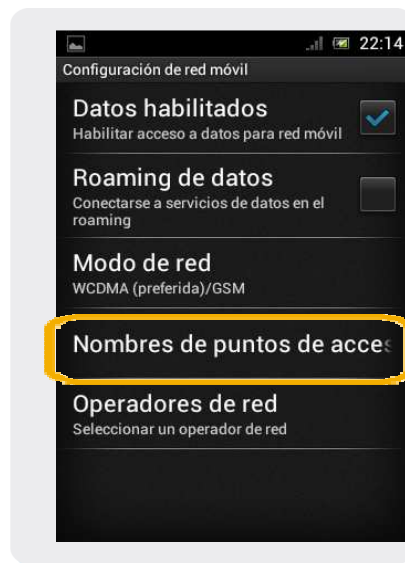 22:14
Configuración de red móvil
Datos habilitados
Habilitar acceso a datos para red móvil
Roaming de datos
Conectarse a servicios de datos en el
roaming
Modo de red
WCDMA (preferida)/GSM
Nombres de puntos de acces
Operadores de red
Seleccionar un operador de red